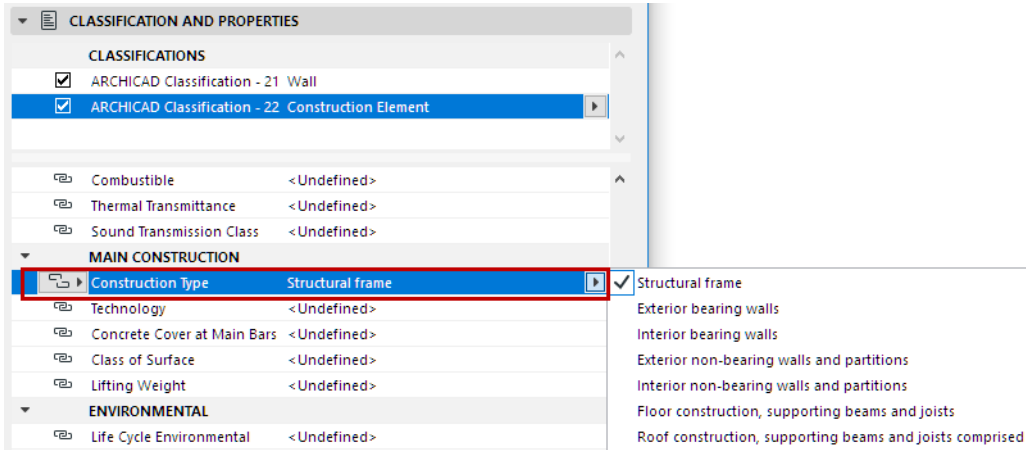 CLASSIFICATION AND PROPERTIES
CLASSIFICATIONS
ARCHICAD Classification - 21 Wall
ARCHICAD Classification - 22 Construction Element
Combustible <Undefined>
Thermal Transmittance <Undefined>
Sound Transmission Class <Undefined>
MAIN CONSTRUCTION
Construction Type Structural frame
Technology <Undefined>
Concrete Cover at Main Bars <Undefined>
Class of Surface <Undefined>
Lifting Weight <Undefined>
ENVIRONMENTAL
Life Cycle Environmental <Undefined>
Structural frame
Exterior bearing walls
Interior bearing walls
Exterior non-bearing walls and partitions
Interior non-bearing walls and partitions
Floor construction, supporting beams and joists
Roof construction, supporting beams and joists comprised